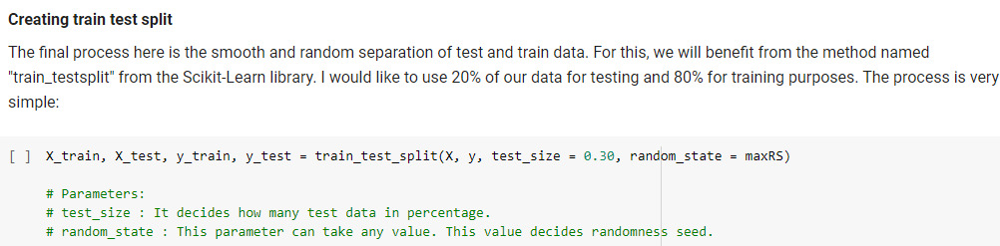 Creating train test split
The final process here is the smooth and random separation of test and train data. For this, we will benefit from the method named
"train_testsplit" from the Scikit-Learn library. I would like to use 20% of our data for testing and 80% for training purposes. The process is very
simple:
[ ] X_train, X_test, y_train, y_test = train_test_split(X, y, test_size = 0.30, random_state = maxRS)
# Parameters:
# test_size : It decides how many test data in percentage.
# random_state : This parameter can take any value. This value decides randomness seed.